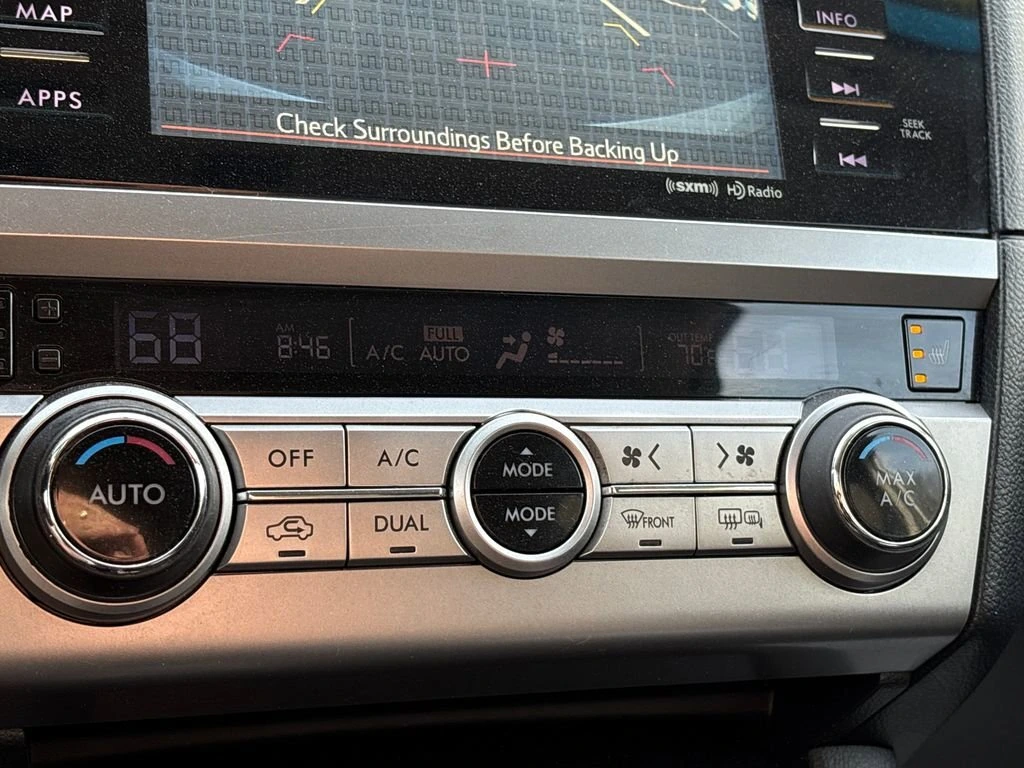 MAP
INFO
APPS
SEEK
TRACK
Check Surroundings Before Backing Up
((sxm)) HD Radio
68
AM
8:46
A/C
FULL
AUTO
OUT TEMP
70°F
68
OFF
A/C
MODE
AUTO
MAX
A/C
DUAL
MODE
FRONT